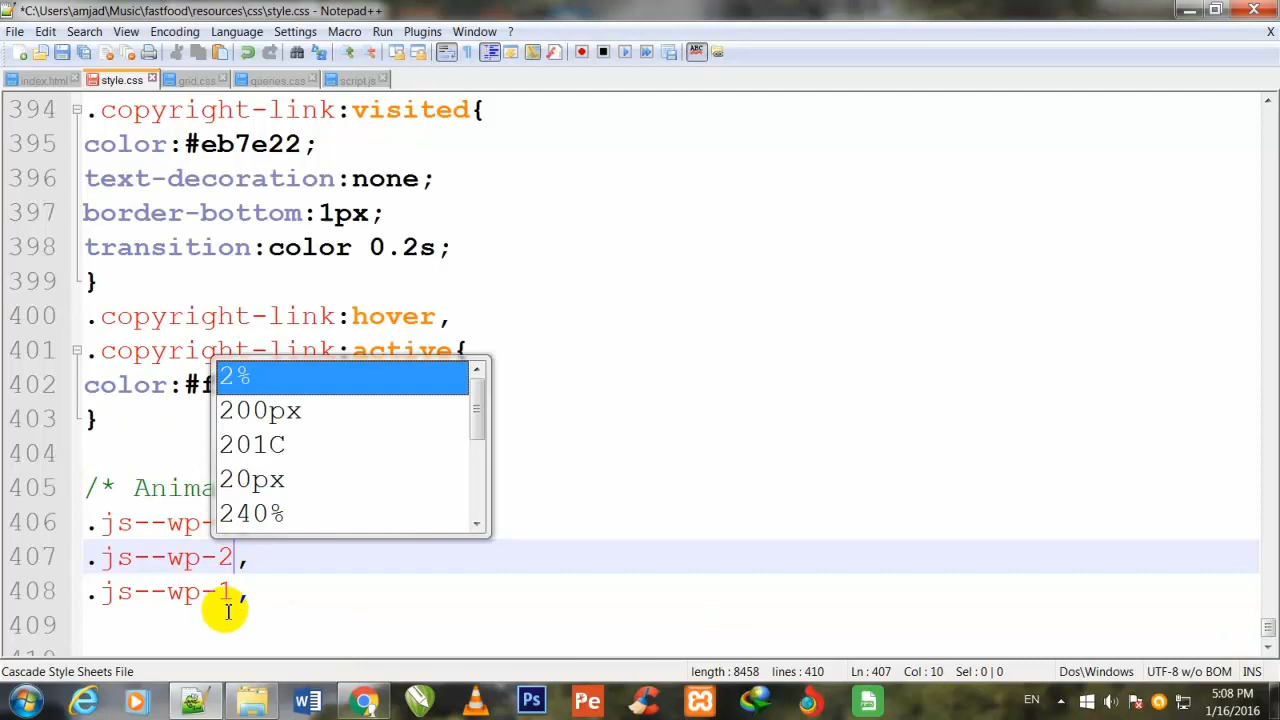 *C:\Users\amjad\Music\fastfood\resources\css\style.css - Notepad++
File Edit Search View Encoding Language Settings Macro Run Plugins Window ? X
index.html style.css grid.css queries.css script.js
394 .copyright-link:visited{
395 color:#eb7e22;
396 text-decoration:none;
397 border-bottom:1px;
398 transition:color 0.2s;
399 }
400 .copyright-link:hover,
401 .copyright-link:active{
402 color:#f
403 }
404
405 /* Anima
406 .js--wp-
407 .js--wp-2,
408 .js--wp-1,
409
2%
200px
201C
20px
240%
Cascade Style Sheets File length : 8458 lines : 410 Ln : 407 Col : 10 Sel : 0 | 0 Dos\Windows UTF-8 w/o BOM INS
EN 5:08 PM
1/16/2016